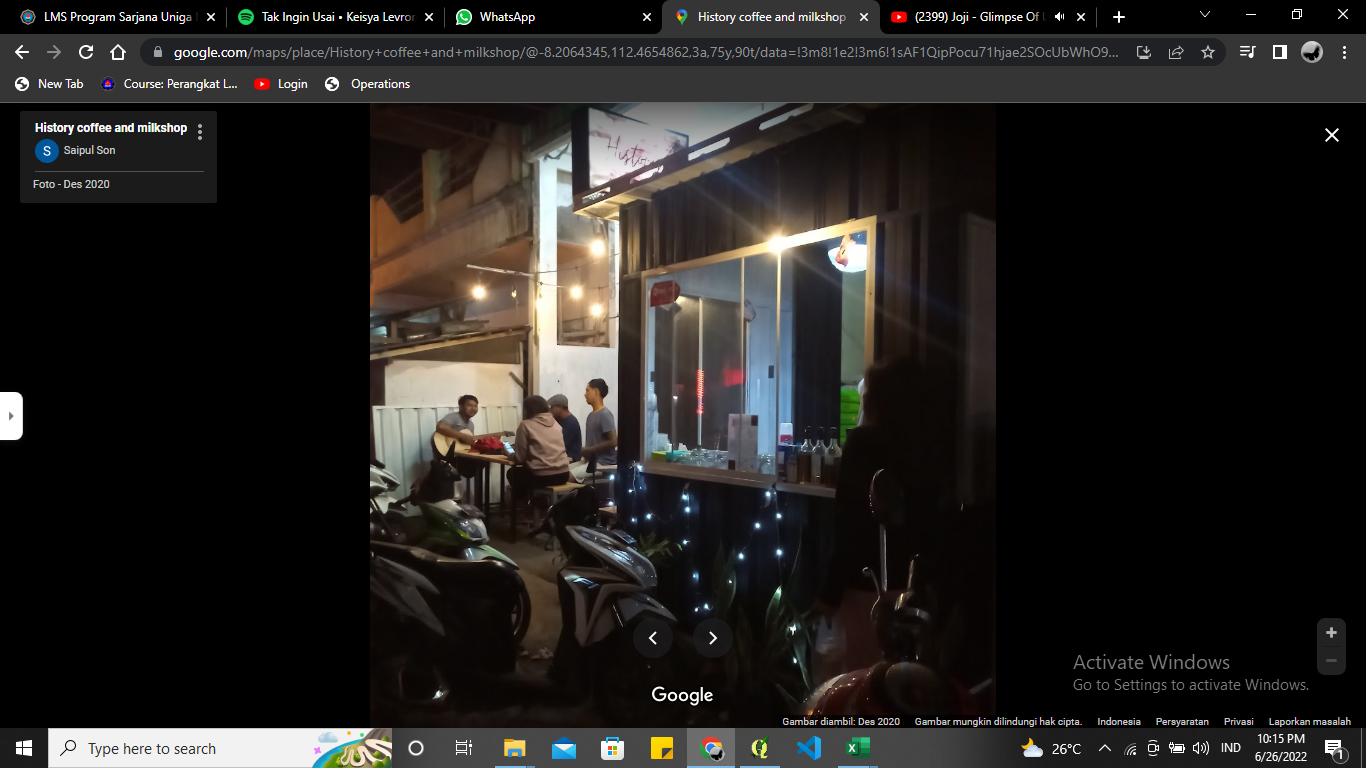 LMS Program Sarjana Uniga
Tak Ingin Usai • Keisya Levror
WhatsApp
History coffee and milkshop
(2399) Joji - Glimpse Of
google.com/maps/place/History+coffee+and+milkshop/@-8.2064345,112.4654862,3a,75y,90t/data=!3m8!1e2!3m6!1sAF1QipPocu71hjae2SOcUbWhO9...
New Tab
Course: Perangkat L...
Login
Operations
History coffee and milkshop
S
Saipul Son
Foto - Des 2020
Google
Activate Windows
Go to Settings to activate Windows.
Gambar diambil: Des 2020
Gambar mungkin dilindungi hak cipta.
Indonesia
Persyaratan
Privasi
Laporkan masalah
Type here to search
26°C
IND
10:15 PM
6/26/2022
1